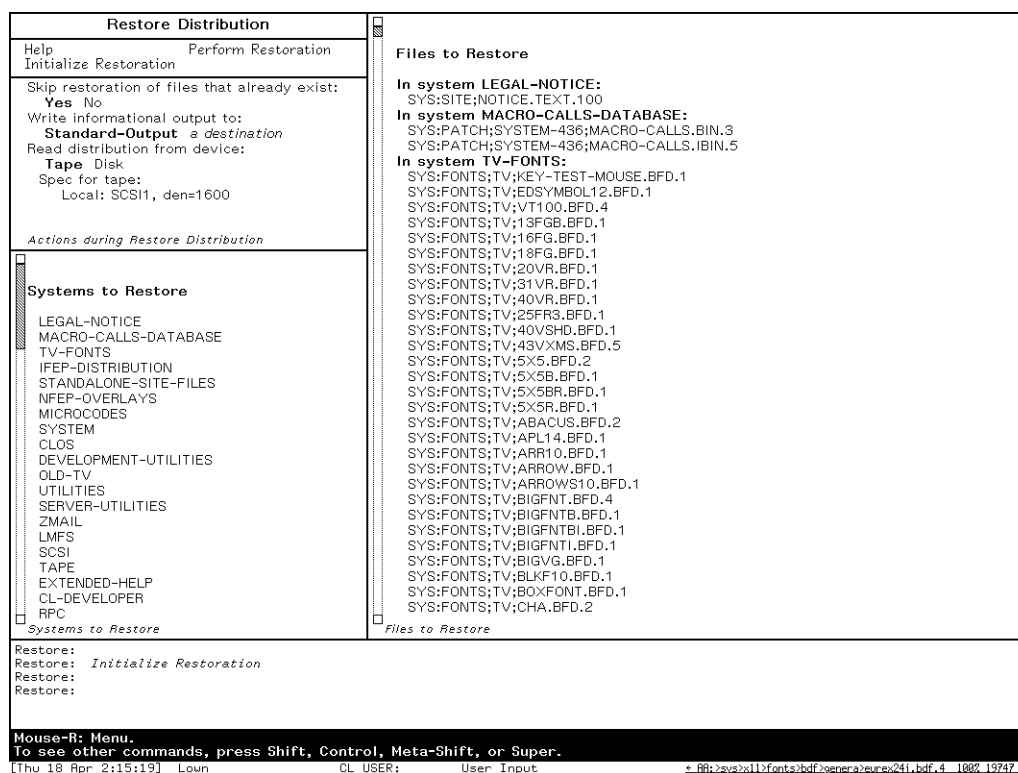 Restore Distribution
Help Perform Restoration
Initialize Restoration
Skip restoration of files that already exist:
Yes No
Write informational output to:
Standard-Output a destination
Read distribution from device:
Tape Disk
Spec for tape:
Local: SCSI1, den=1600
Actions during Restore Distribution
Systems to Restore
LEGAL-NOTICE
MACRO-CALLS-DATABASE
TV-FONTS
IFEP-DISTRIBUTION
STANDALONE-SITE-FILES
NFEP-OVERLAYS
MICROCODES
SYSTEM
CLOS
DEVELOPMENT-UTILITIES
OLD-TV
UTILITIES
SERVER-UTILITIES
ZMAIL
LMFS
SCSI
TAPE
EXTENDED-HELP
CL-DEVELOPER
RPC
Systems to Restore
Files to Restore
In system LEGAL-NOTICE:
SYS:SITE;NOTICE.TEXT.100
In system MACRO-CALLS-DATABASE:
SYS:PATCH;SYSTEM-436;MACRO-CALLS.BIN.3
SYS:PATCH;SYSTEM-436;MACRO-CALLS.IBIN.5
In system TV-FONTS:
SYS:FONTS;TV;KEY-TEST-MOUSE.BFD.1
SYS:FONTS;TV;EDSYMBOL12.BFD.1
SYS:FONTS;TV;VT100.BFD.4
SYS:FONTS;TV;13FGB.BFD.1
SYS:FONTS;TV;16FG.BFD.1
SYS:FONTS;TV;18FG.BFD.1
SYS:FONTS;TV;20VR.BFD.1
SYS:FONTS;TV;31VR.BFD.1
SYS:FONTS;TV;40VR.BFD.1
SYS:FONTS;TV;25FR3.BFD.1
SYS:FONTS;TV;40VSHD.BFD.1
SYS:FONTS;TV;43VXMS.BFD.5
SYS:FONTS;TV;5X5.BFD.2
SYS:FONTS;TV;5X5B.BFD.1
SYS:FONTS;TV;5X5BR.BFD.1
SYS:FONTS;TV;5X5R.BFD.1
SYS:FONTS;TV;ABACUS.BFD.2
SYS:FONTS;TV;APL14.BFD.1
SYS:FONTS;TV;ARR10.BFD.1
SYS:FONTS;TV;ARROW.BFD.1
SYS:FONTS;TV;ARROWS10.BFD.1
SYS:FONTS;TV;BIGFNT.BFD.4
SYS:FONTS;TV;BIGFNTB.BFD.1
SYS:FONTS;TV;BIGFNTBI.BFD.1
SYS:FONTS;TV;BIGFNTI.BFD.1
SYS:FONTS;TV;BIGVG.BFD.1
SYS:FONTS;TV;BLKF10.BFD.1
SYS:FONTS;TV;BOXFONT.BFD.1
SYS:FONTS;TV;CHA.BFD.2
Files to Restore
Restore:
Restore: Initialize Restoration
Restore:
Restore:
Mouse-R: Menu.
To see other commands, press Shift, Control, Meta-Shift, or Super.
[Thu 18 Apr 2:15:19] Lown CL USER: User Input ← AA:>sys>x11>fonts>bdf>genera>eurex24i.bdf.4 100% 19747